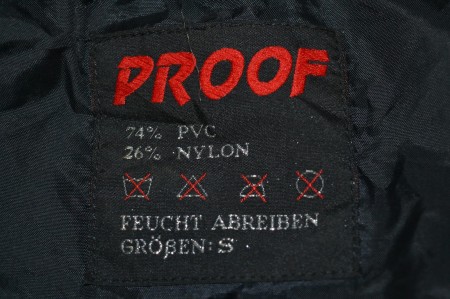 PROOF
74% PVC
26% NYLON
FEUCHT ABREIBEN
GRÖßEN: S